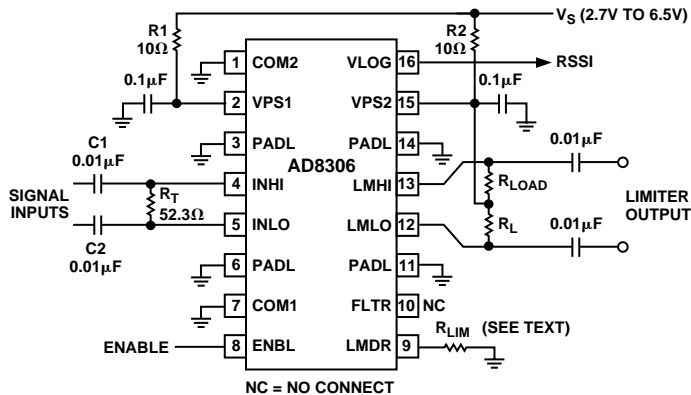 V_S (2.7V TO 6.5V)
R1
10Ω
R2
10Ω
0.1μF
1 COM2 VLOG 16
RSSI
0.1μF
2 VPS1 VPS2 15
3 PADL PADL 14
AD8306
C1
0.01μF
0.01μF
4 INHI LMHI 13
R_LOAD
SIGNAL
INPUTS
R_T
52.3Ω
LIMITER
OUTPUT
5 INLO LMLO 12
R_L
0.01μF
C2
0.01μF
6 PADL PADL 11
7 COM1 FLTR 10 NC
R_LIM (SEE TEXT)
ENABLE
8 ENBL LMDR 9
NC = NO CONNECT